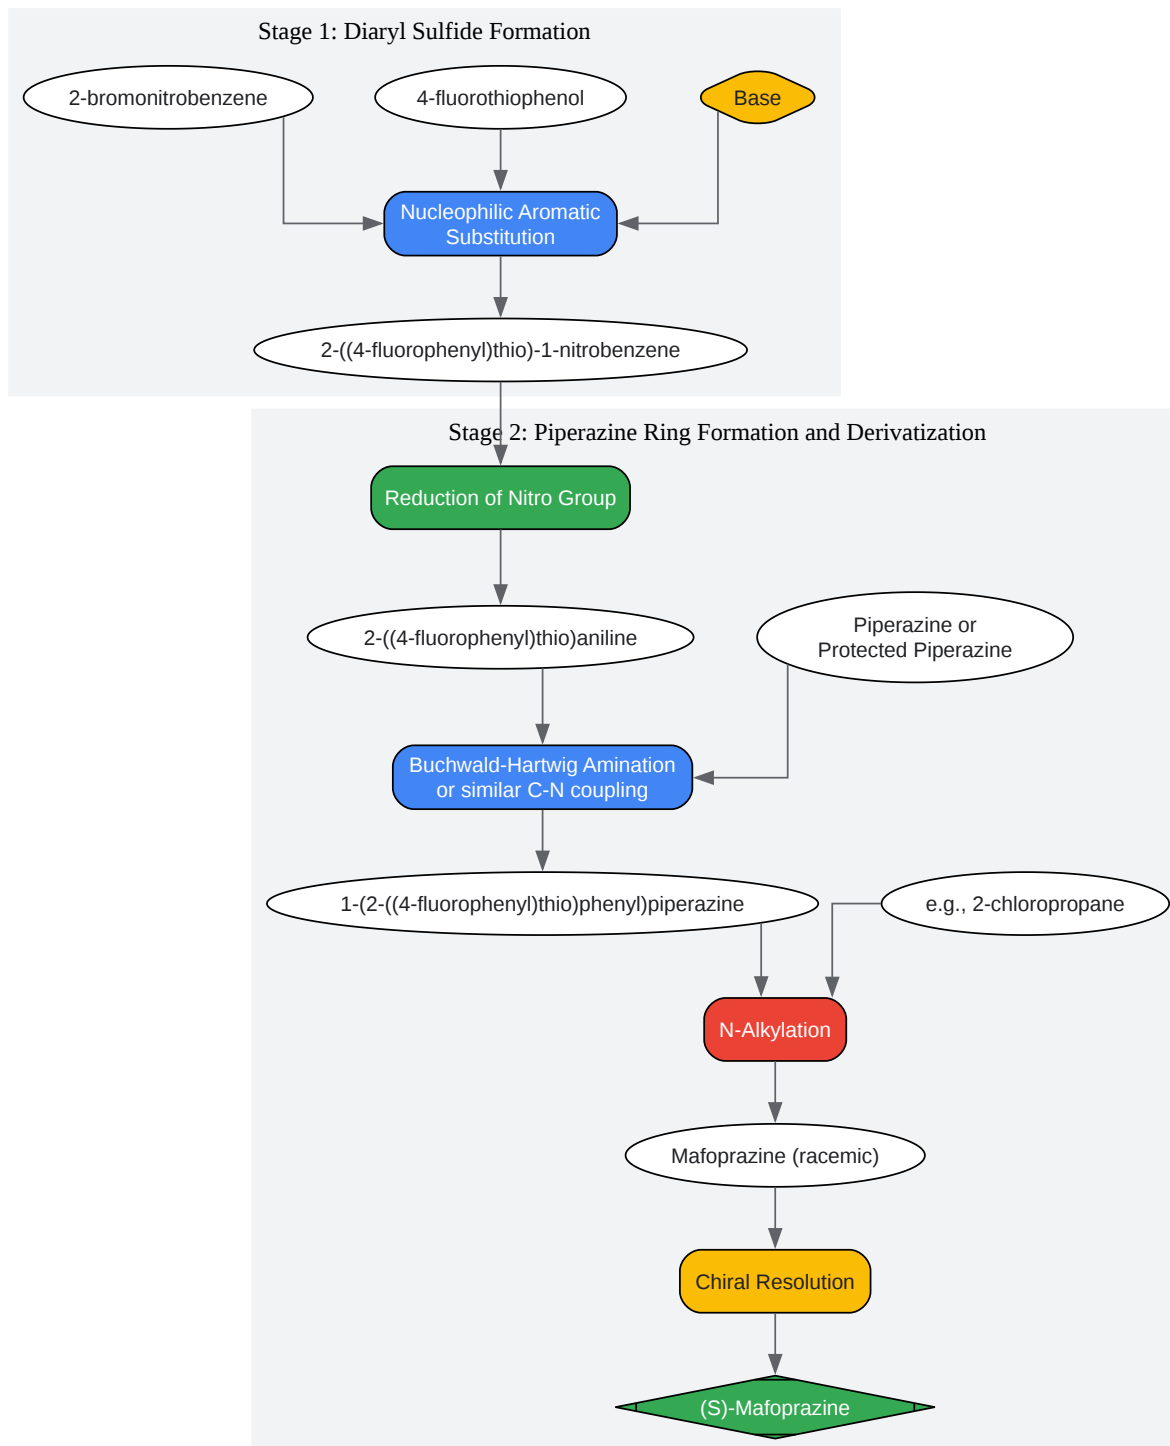 Stage 1: Diaryl Sulfide Formation
2-bromonitrobenzene
4-fluorothiophenol
Base
Nucleophilic Aromatic
Substitution
2-((4-fluorophenyl)thio)-1-nitrobenzene
Stage 2: Piperazine Ring Formation and Derivatization
Reduction of Nitro Group
2-((4-fluorophenyl)thio)aniline
Piperazine or
Protected Piperazine
Buchwald-Hartwig Amination
or similar C-N coupling
1-(2-((4-fluorophenyl)thio)phenyl)piperazine
e.g., 2-chloropropane
N-Alkylation
Mafoprazine (racemic)
Chiral Resolution
(S)-Mafoprazine